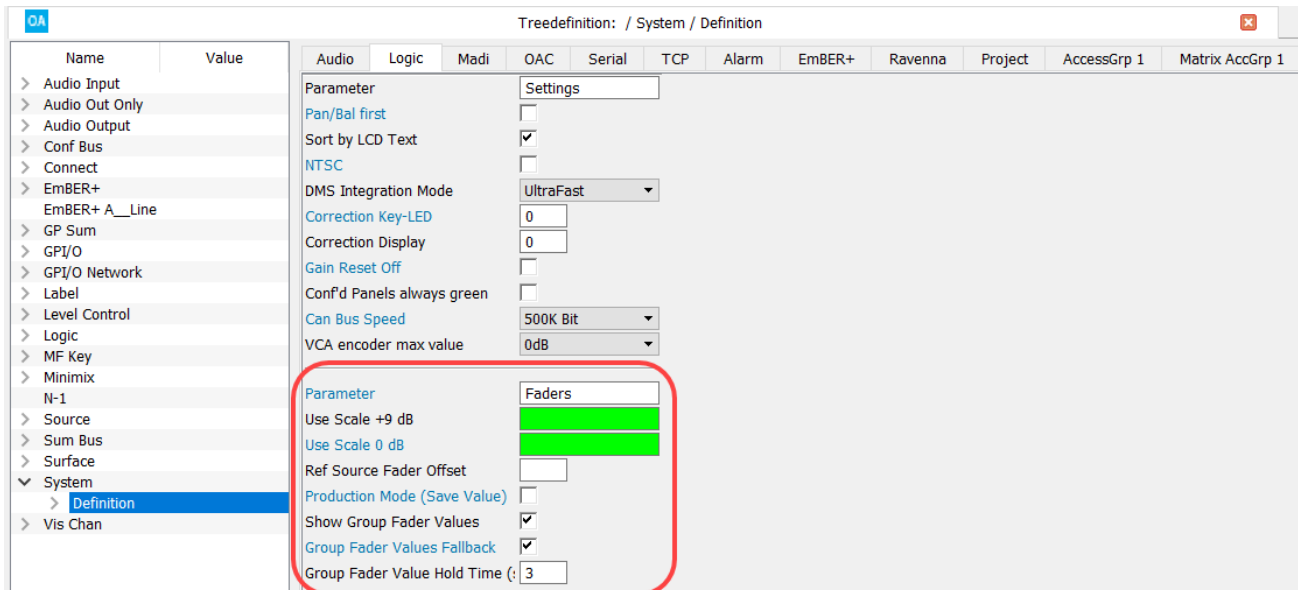 OA
Treedefinition: / System / Definition
Name Value
Audio Input
Audio Out Only
Audio Output
Conf Bus
Connect
EmBER+
EmBER+ A__Line
GP Sum
GPI/O
GPI/O Network
Label
Level Control
Logic
MF Key
Minimix
N-1
Source
Sum Bus
Surface
System
Definition
Vis Chan
Audio Logic Madi OAC Serial TCP Alarm EmBER+ Ravenna Project AccessGrp 1 Matrix AccGrp 1
Parameter Settings
Pan/Bal first
Sort by LCD Text
NTSC
DMS Integration Mode UltraFast
Correction Key-LED 0
Correction Display 0
Gain Reset Off
Conf'd Panels always green
Can Bus Speed 500K Bit
VCA encoder max value 0dB
Parameter Faders
Use Scale +9 dB
Use Scale 0 dB
Ref Source Fader Offset
Production Mode (Save Value)
Show Group Fader Values
Group Fader Values Fallback
Group Fader Value Hold Time (s 3